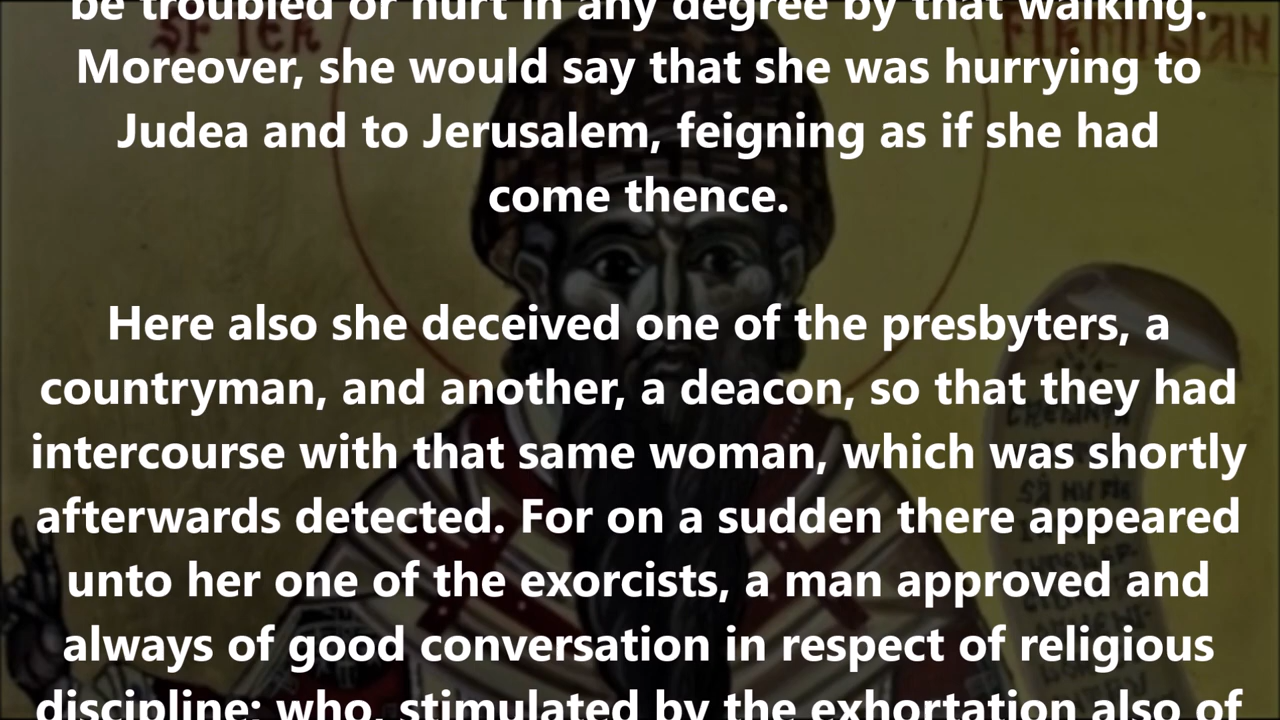 be troubled or hurt in any degree by that walking.
Moreover, she would say that she was hurrying to
Judea and to Jerusalem, feigning as if she had
come thence.
Here also she deceived one of the presbyters, a
countryman, and another, a deacon, so that they had
intercourse with that same woman, which was shortly
afterwards detected. For on a sudden there appeared
unto her one of the exorcists, a man approved and
always of good conversation in respect of religious
discipline; who, stimulated by the exhortation also of